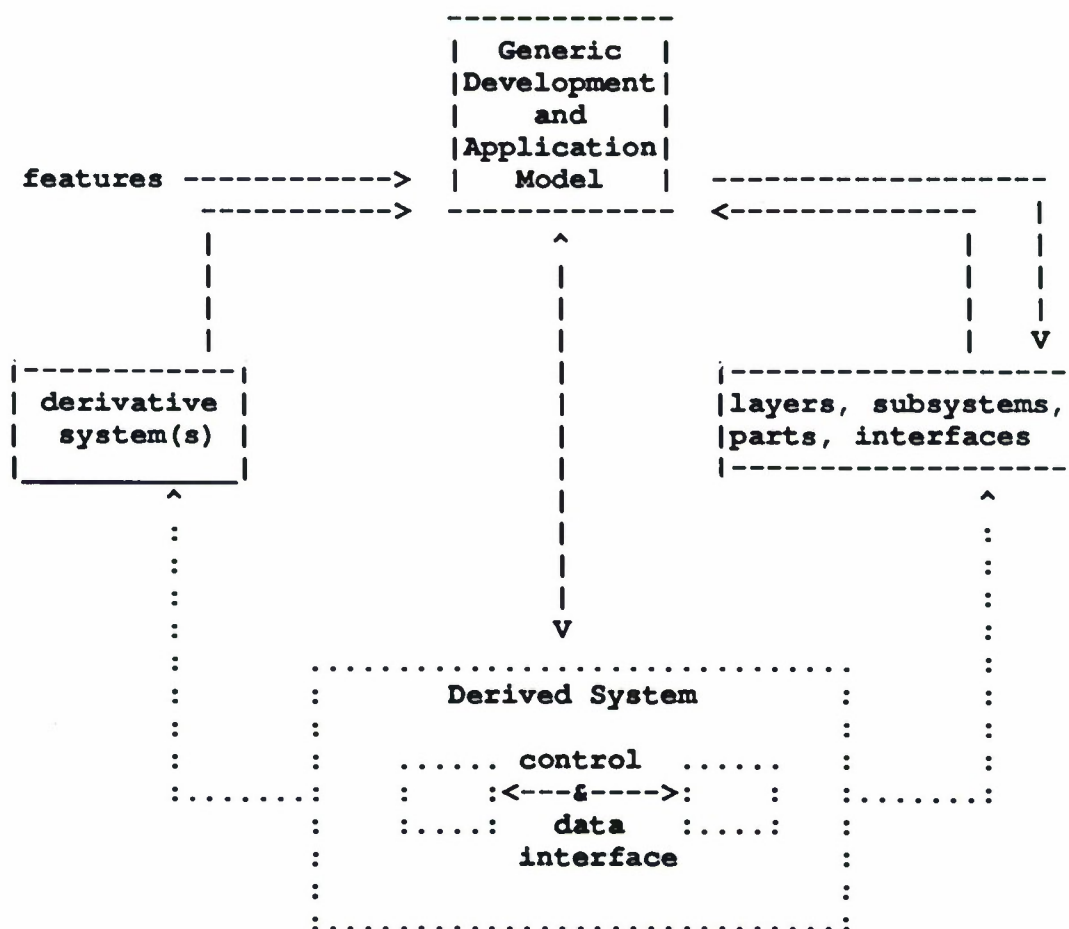 Generic
Development
and
Application
Model
features
derivative
system(s)
layers, subsystems,
parts, interfaces
Derived System
control
&
data
interface